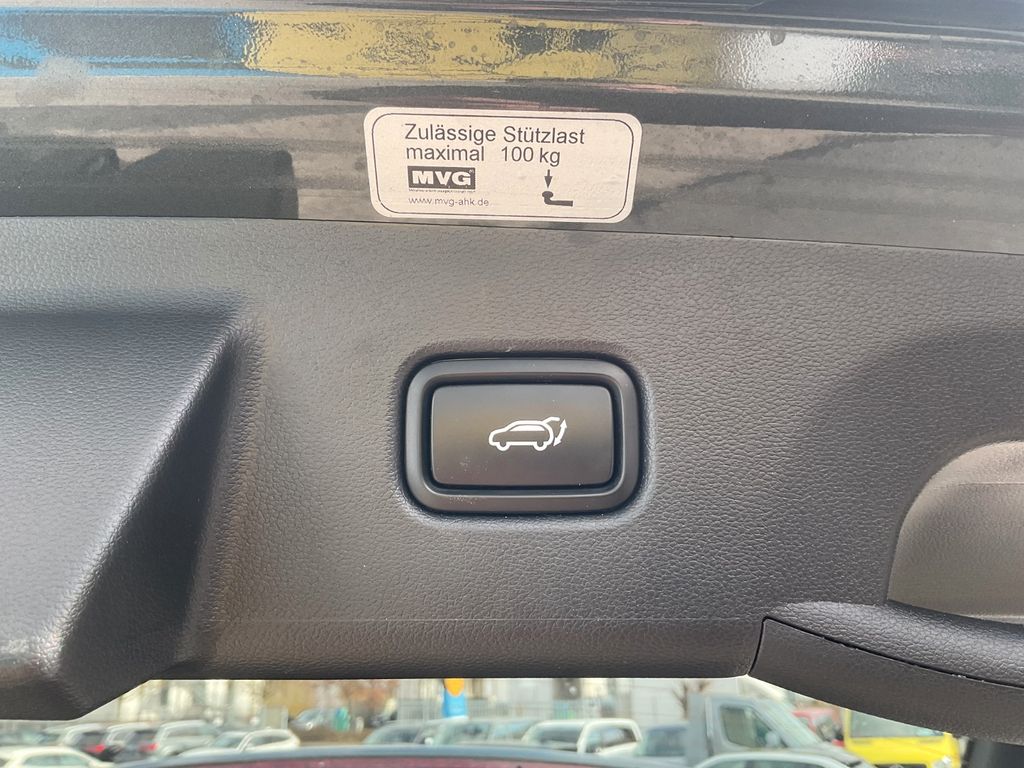 Zulässige Stützlast
maximal 100 kg
MVG®
www.mvg-ahk.de